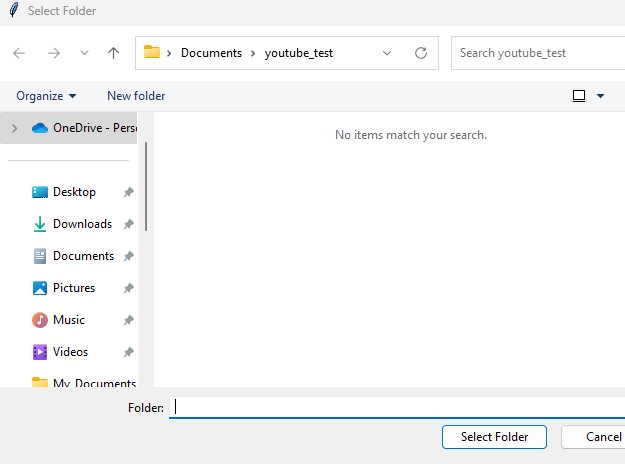 Select Folder
Documents
youtube_test
Search youtube_test
Organize
New folder
OneDrive - Perso
No items match your search.
Desktop
Downloads
Documents
Pictures
Music
Videos
My Documents
Folder:
Select Folder
Cancel